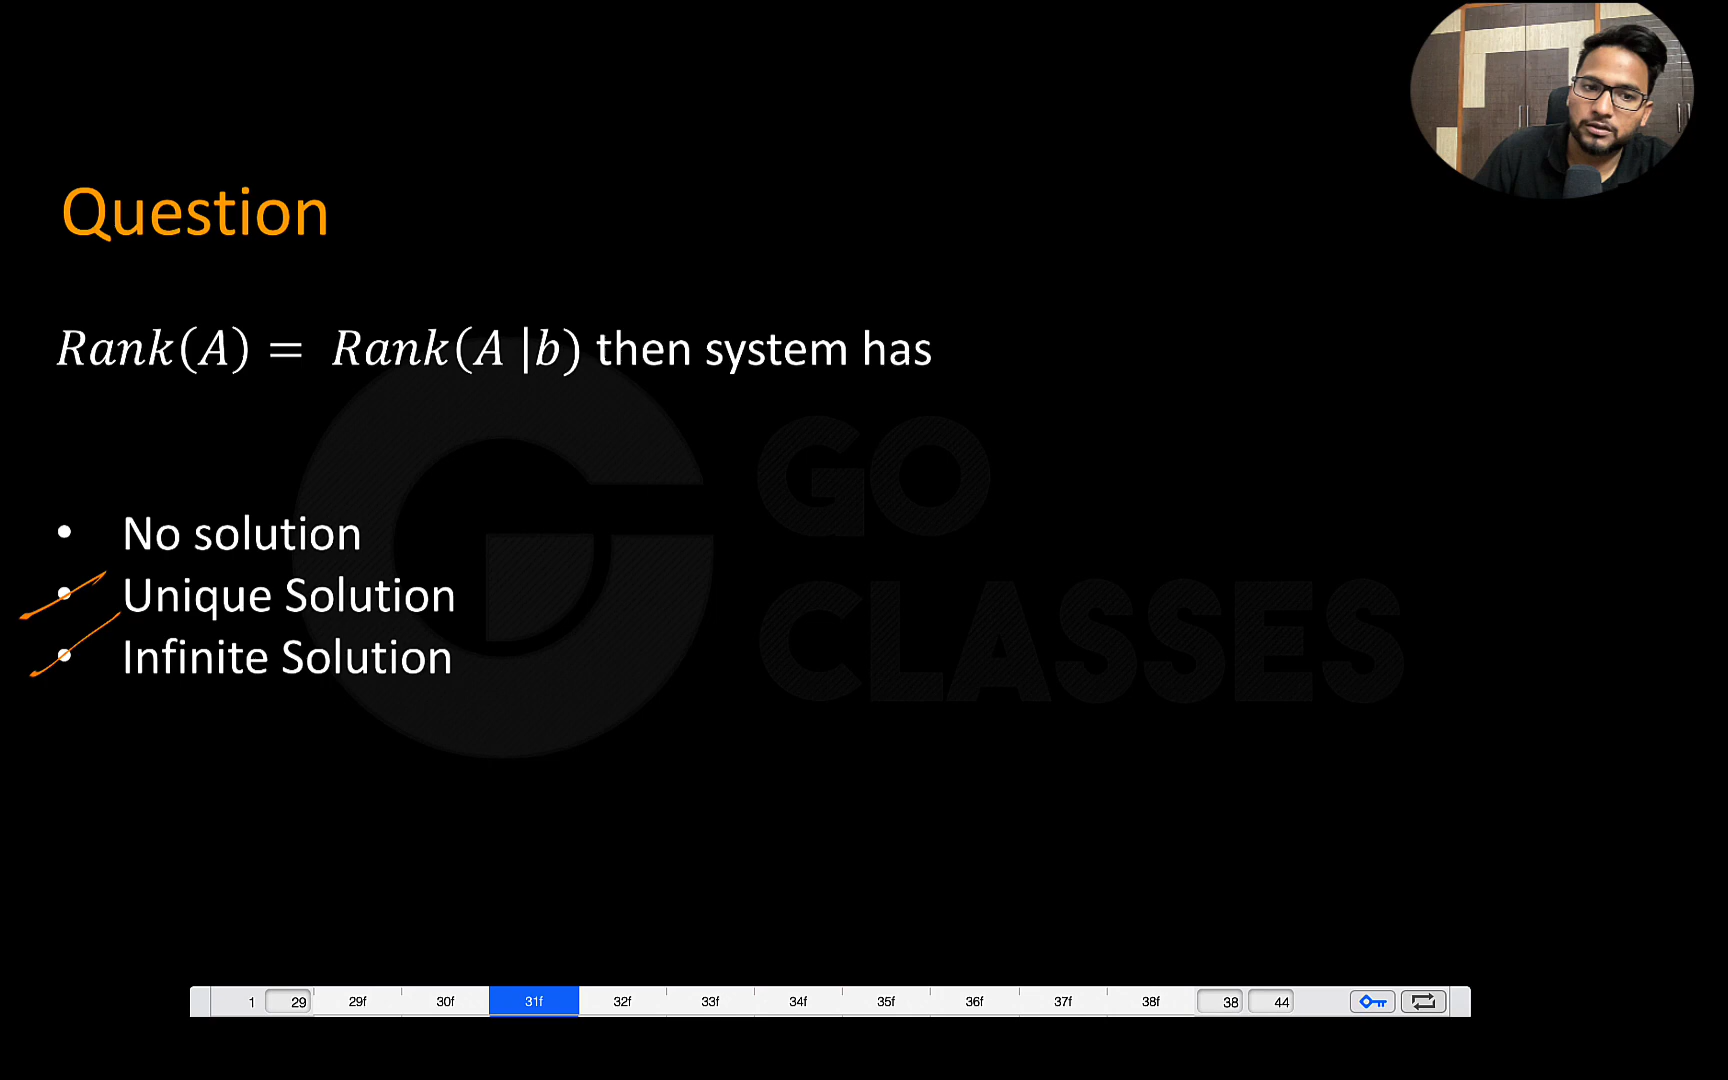 Question
Rank(A) = Rank(A |b) then system has
• No solution
• Unique Solution
• Infinite Solution
GO
CLASSES
1 29 29f 30f 31f 32f 33f 34f 35f 36f 37f 38f 38 44